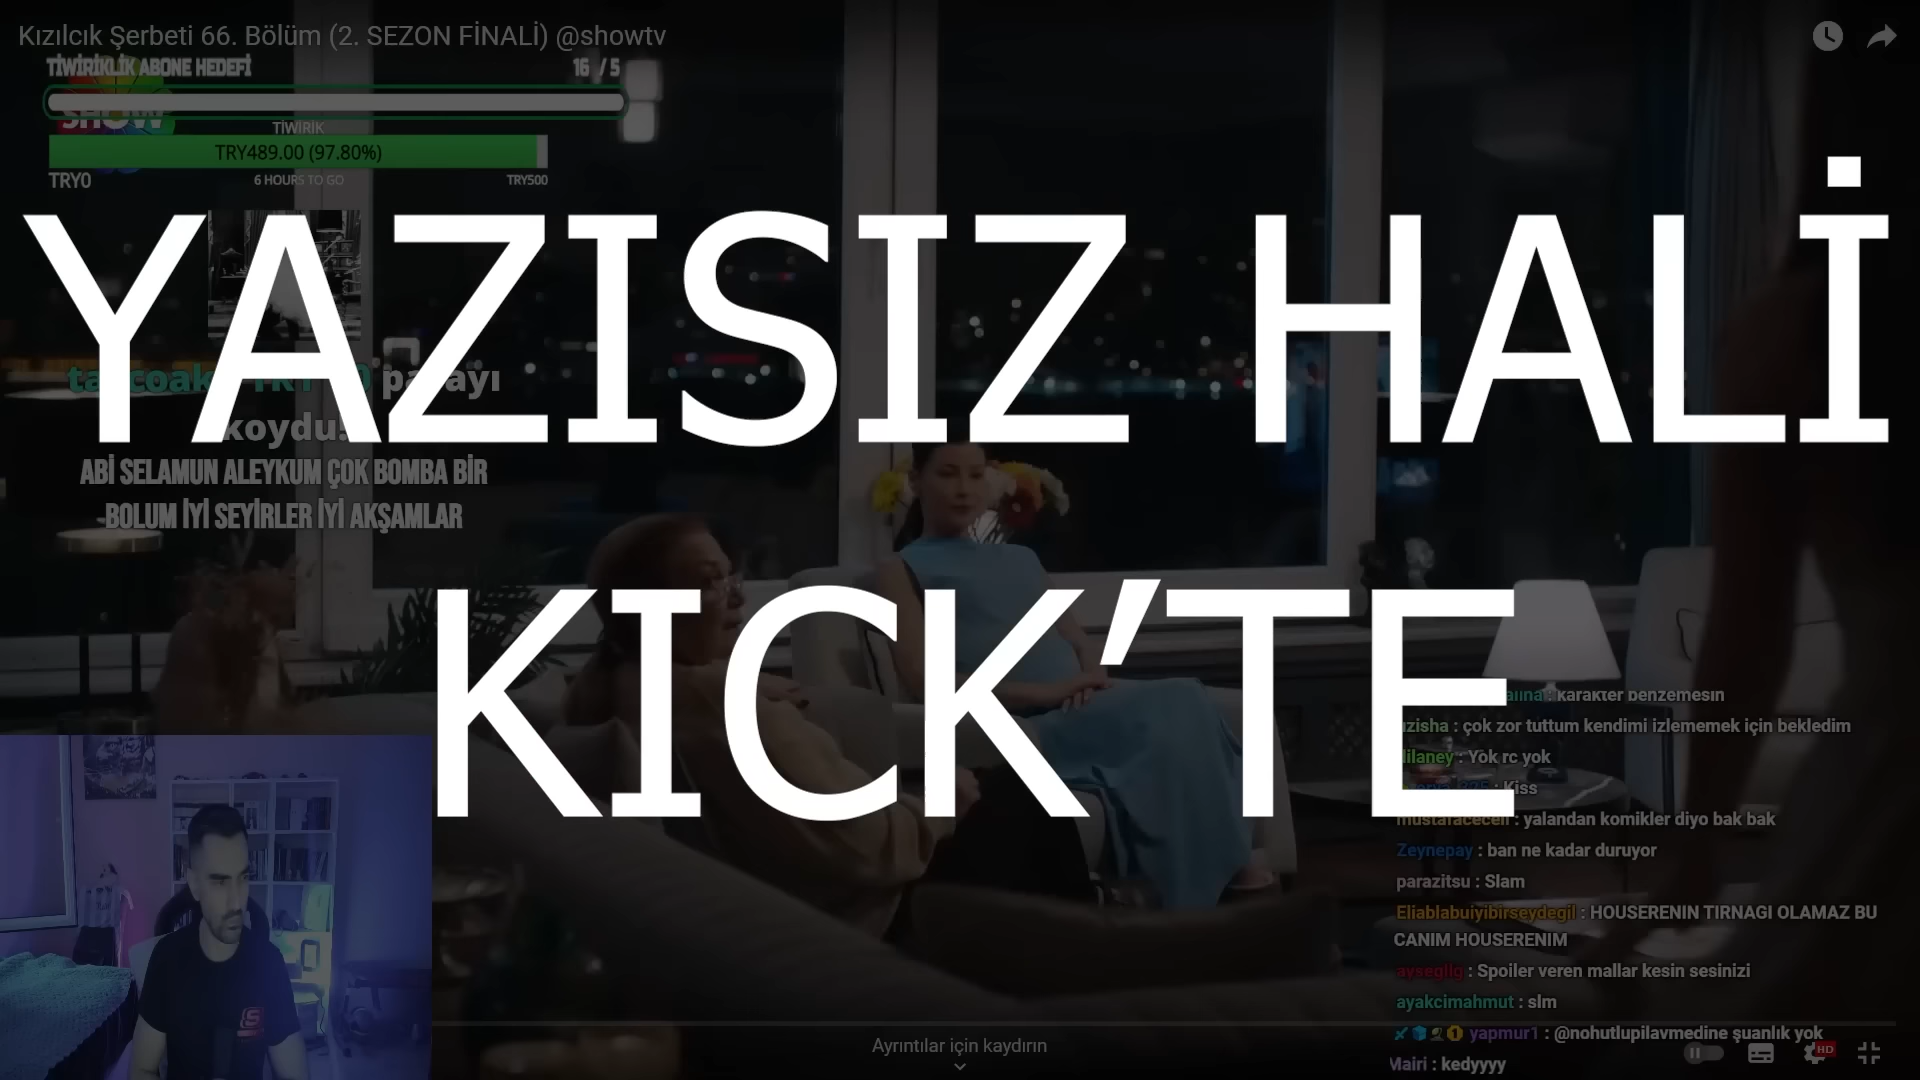 Kızılcık Şerbeti 66. Bölüm (2. SEZON FİNALİ) @showtv
TİWİRİKLİK ABONE HEDEFİ 16 / 5
SHOW
TİWİRİK
TRY489.00 (97.80%)
TRY0 6 HOURS TO GO TRY500
YAZISIZ HALİ
parayı
koydu!
ABİ SELAMUN ALEYKUM ÇOK BOMBA BİR
BOLUM İYİ SEYİRLER İYİ AKŞAMLAR
KICK’TE
: karakter benzemesin
: çok zor tuttum kendimi izlememek için bekledim
: Yok rc yok
: Kiss
mustafaceceli : yalandan komikler diyo bak bak
Zeynepay : ban ne kadar duruyor
parazitsu : Slam
Eliablabuiyibirseydegil : HOUSERENIN TIRNAGI OLAMAZ BU
CANIM HOUSERENIM
aysegliq : Spoiler veren mallar kesin sesinizi
ayakcimahmut : slm
yapmur1 : @nohutlupilavmedine şuanlık yok
Mairi : kedyyyy
Ayrıntılar için kaydırın
HD